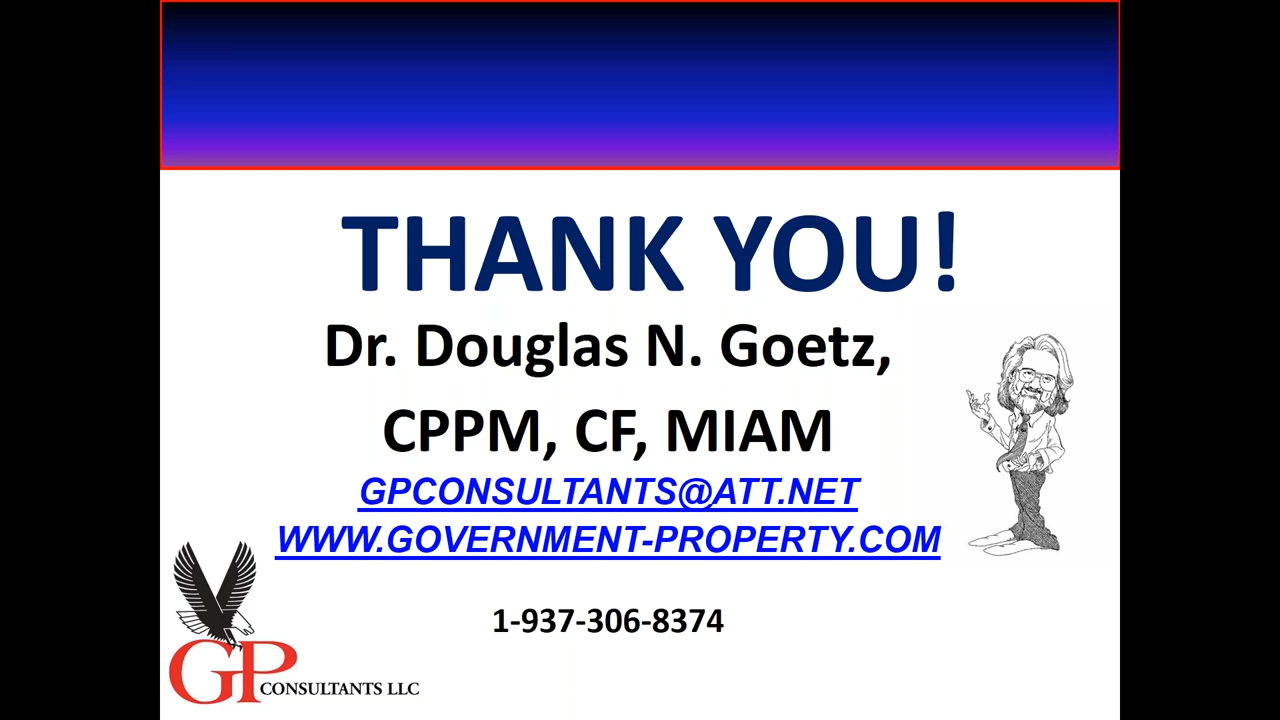 THANK YOU!
Dr. Douglas N. Goetz,
CPPM, CF, MIAM
GPCONSULTANTS@ATT.NET
WWW.GOVERNMENT-PROPERTY.COM
1-937-306-8374
GP CONSULTANTS LLC